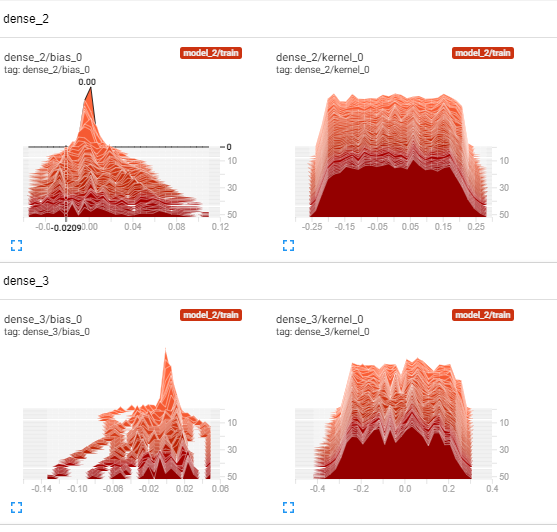 dense_2
dense_2/bias_0
model_2/train
tag: dense_2/bias_0
0.00
0
10
30
50
-0.0209
0.00 0.04 0.08 0.12
dense_2/kernel_0
model_2/train
tag: dense_2/kernel_0
10
30
50
-0.25 -0.15 -0.05 0.05 0.15 0.25
dense_3
dense_3/bias_0
model_2/train
tag: dense_3/bias_0
10
30
50
-0.14 -0.10 -0.06 -0.02 0.02 0.06
dense_3/kernel_0
model_2/train
tag: dense_3/kernel_0
10
30
50
-0.4 -0.2 0.0 0.2 0.4